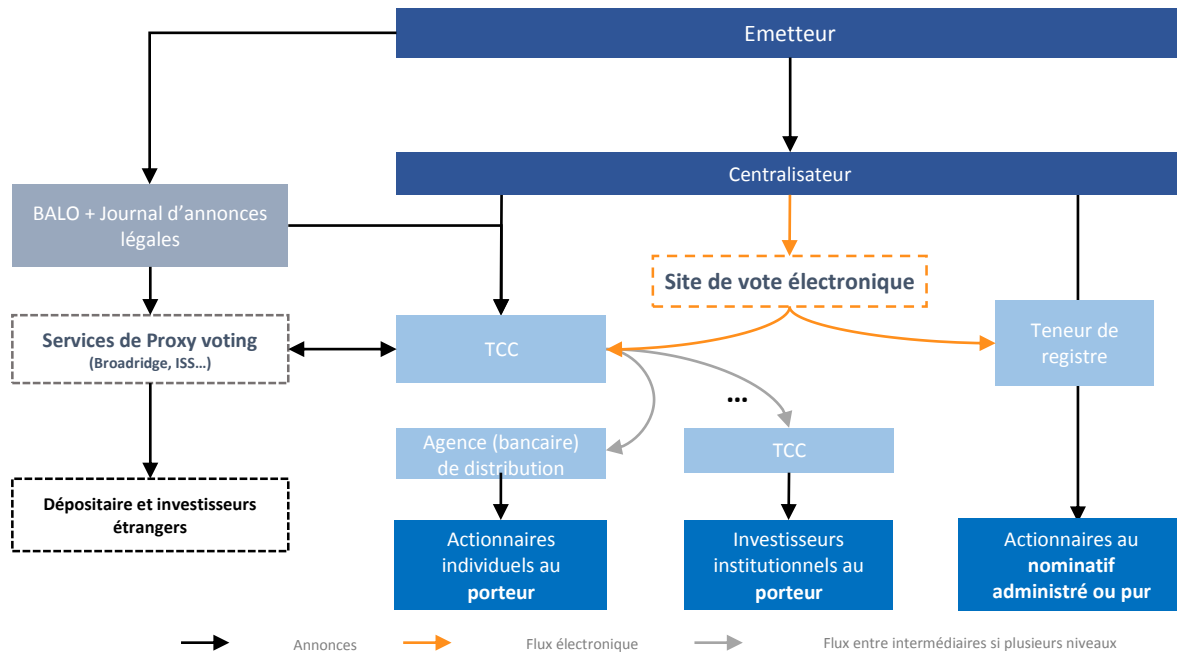 Emetteur
Centralisateur
BALO + Journal d’annonces
légales
Site de vote électronique
Services de Proxy voting
(Broadridge, ISS…)
TCC
Teneur de
registre
...
Agence (bancaire)
de distribution
TCC
Dépositaire et investisseurs
étrangers
Actionnaires
individuels au
porteur
Investisseurs
institutionnels au
porteur
Actionnaires au
nominatif
administré ou pur
Annonces
Flux électronique
Flux entre intermédiaires si plusieurs niveaux